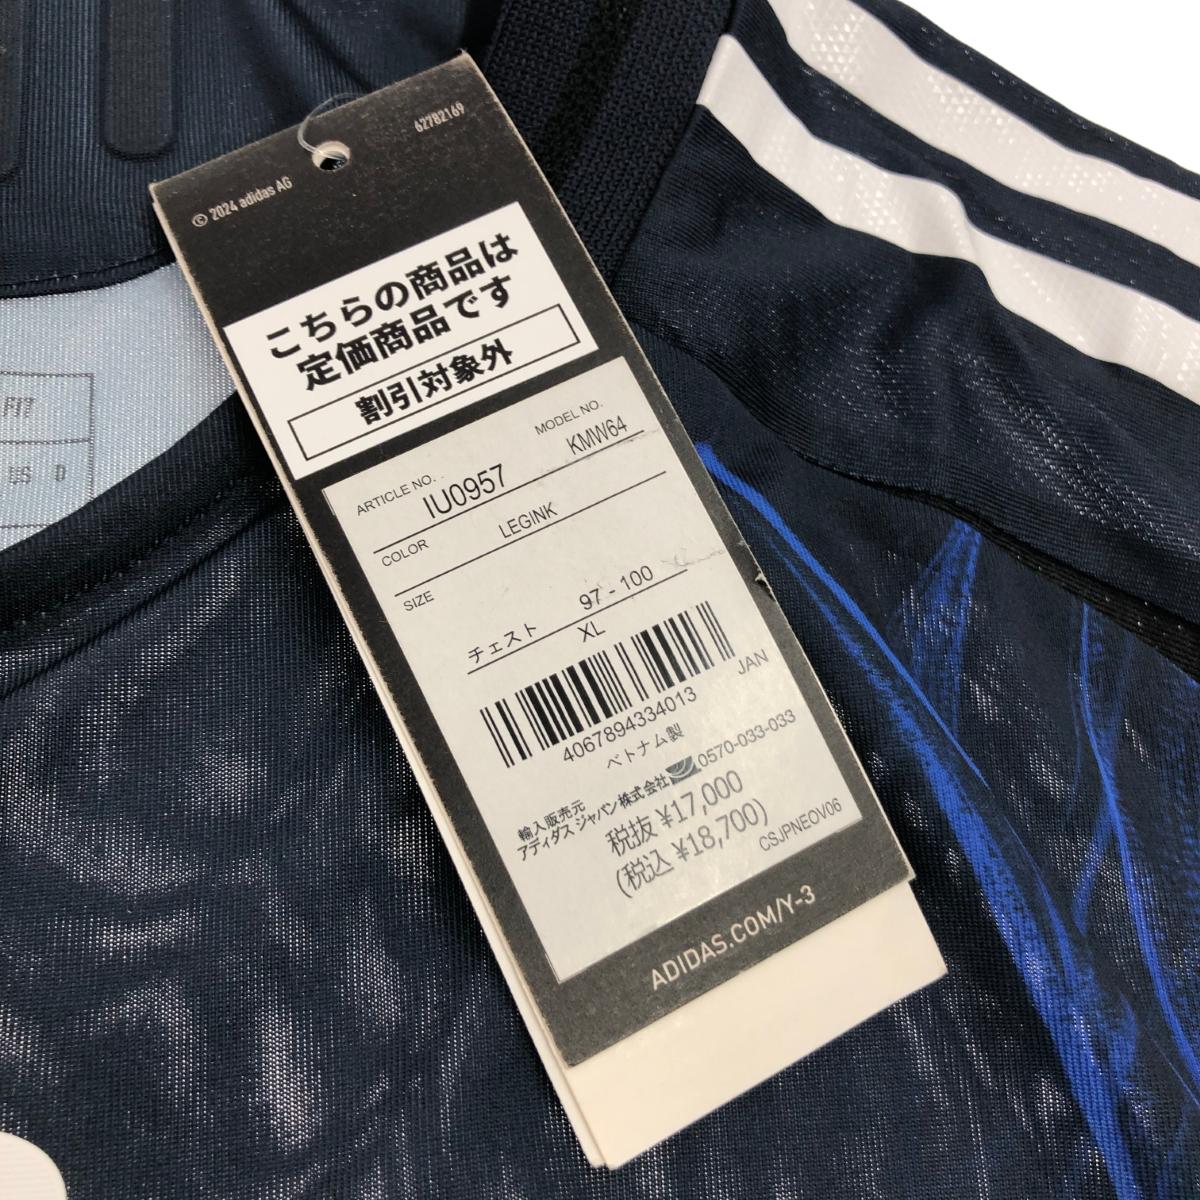 62782169
© 2024 adidas AG
こちらの商品は
定価商品です
割引対象外
MODEL NO.
KMW64
ARTICLE NO.
IU0957
COLOR
LEGINK
SIZE
チェスト 97 - 100
XL
JAN
4067894334013
ベトナム製
輸入販売元
アディダス ジャパン株式会社 0570-033-033
税抜 ¥17,000
(税込 ¥18,700)
CSJPNEOV06
ADIDAS.COM/Y-3
FIT
US D